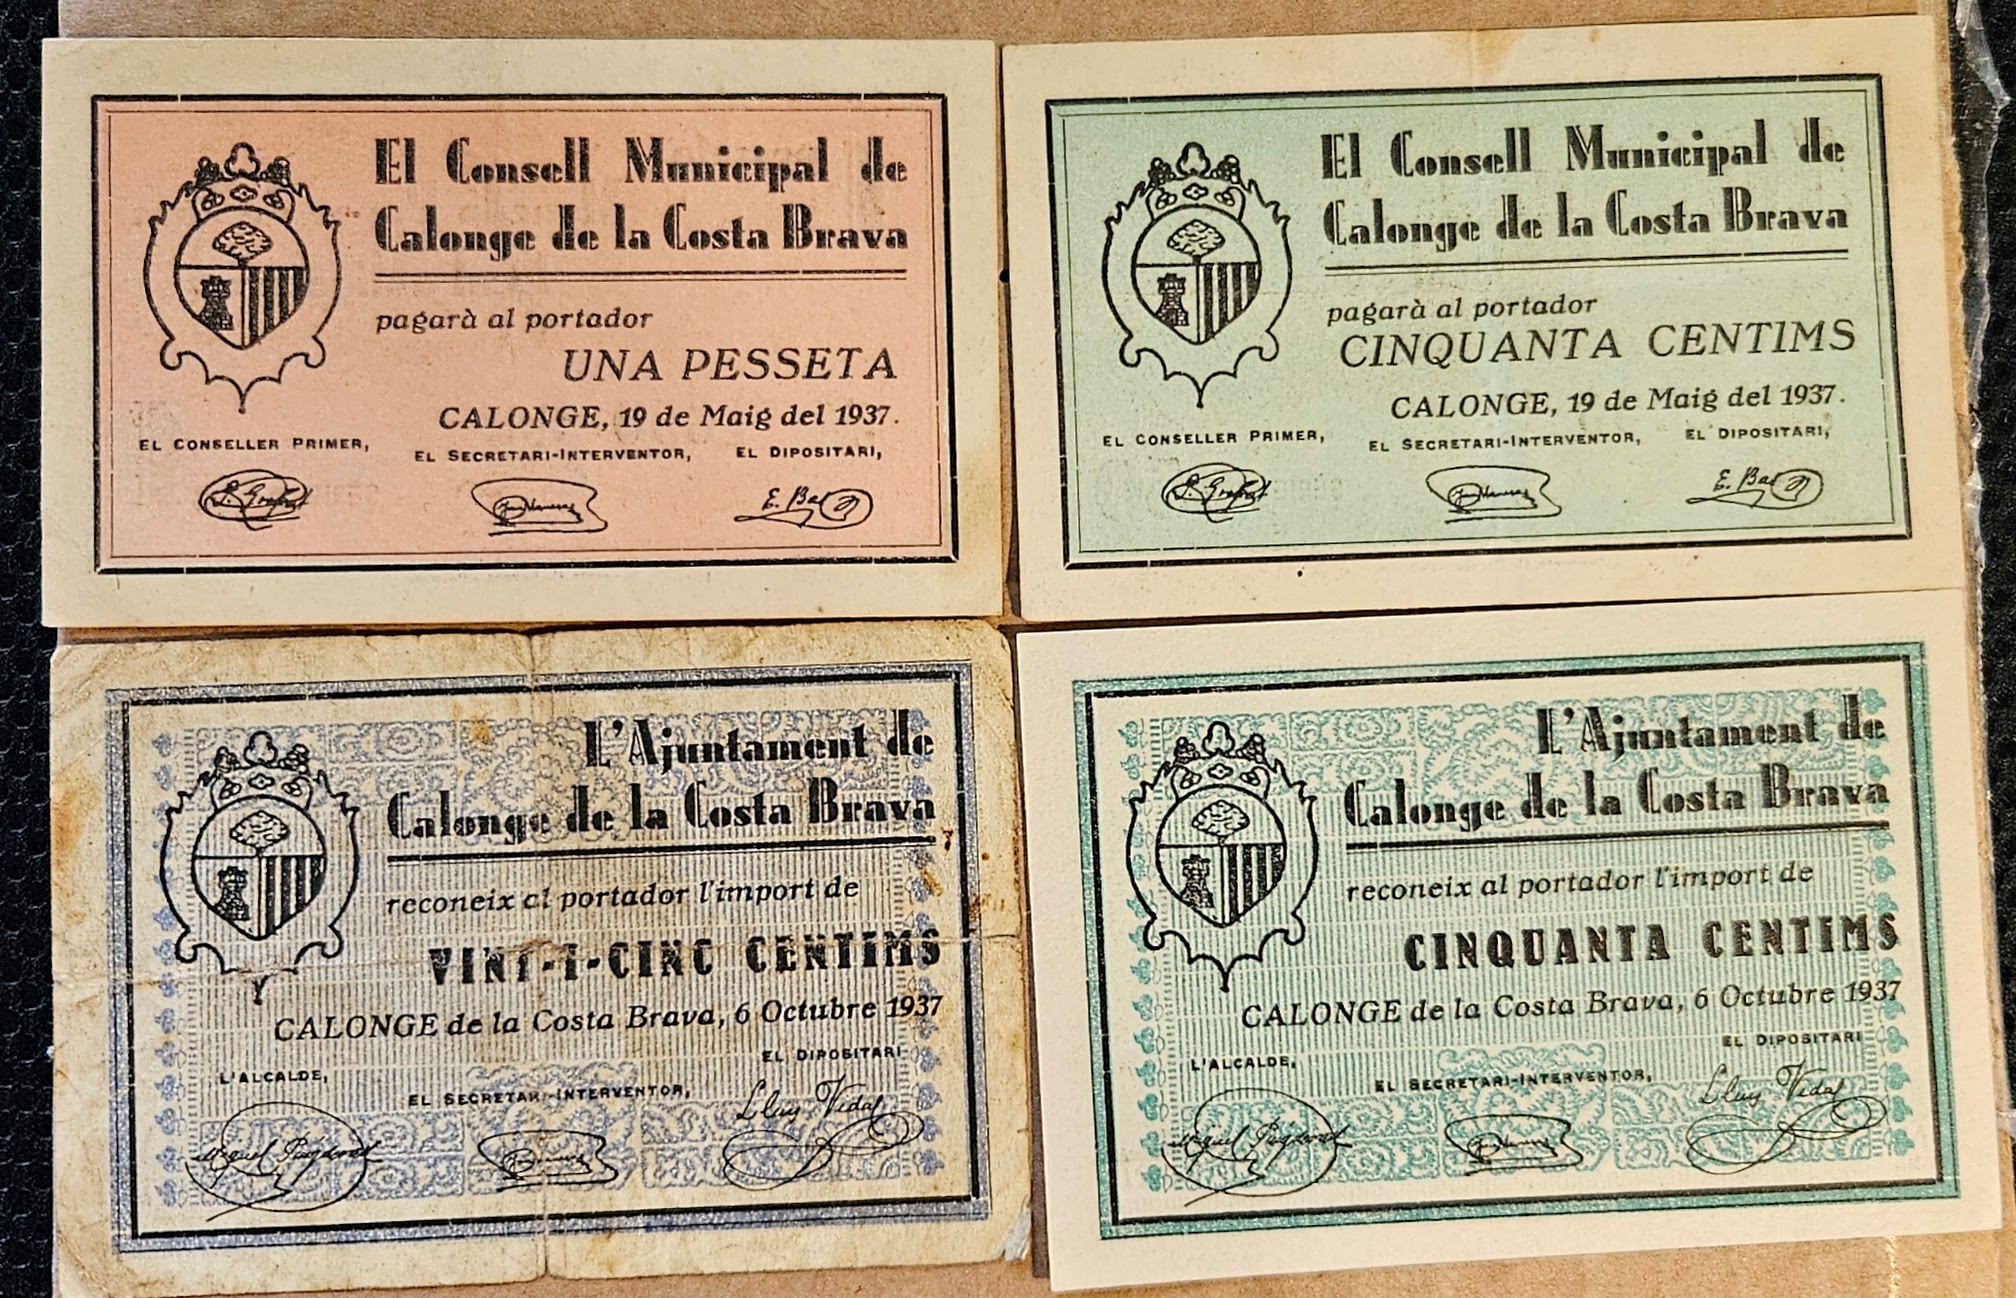 El Consell Municipal de
Calonge de la Costa Brava
pagarà al portador
UNA PESSETA
CALONGE, 19 de Maig del 1937.
EL CONSELLER PRIMER,
EL SECRETARI-INTERVENTOR,
EL DIPOSITARI,
El Consell Municipal de
Calonge de la Costa Brava
pagarà al portador
CINQUANTA CENTIMS
CALONGE, 19 de Maig del 1937.
EL CONSELLER PRIMER,
EL SECRETARI-INTERVENTOR,
EL DIPOSITARI,
L'Ajuntament de
Calonge de la Costa Brava
reconeix al portador l'import de
VINT-I-CINC CENTIMS
CALONGE de la Costa Brava, 6 Octubre 1937
L'ALCALDE,
EL SECRETARI-INTERVENTOR,
EL DIPOSITARI
Lluy Vidal
L'Ajuntament de
Calonge de la Costa Brava
reconeix al portador l'import de
CINQUANTA CENTIMS
CALONGE de la Costa Brava, 6 Octubre 1937
L'ALCALDE,
EL SECRETARI-INTERVENTOR,
EL DIPOSITARI
Lluy Vidal